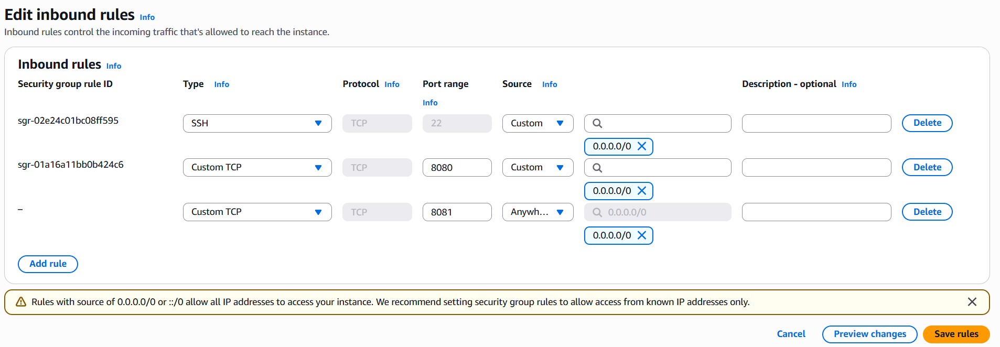 Edit inbound rules Info
Inbound rules control the incoming traffic that's allowed to reach the instance.
Inbound rules Info
Security group rule ID Type Info Protocol Info Port range Source Info Description - optional Info
Info
sgr-02e24c01bc08ff595 SSH TCP 22 Custom Delete
0.0.0.0/0
sgr-01a16a11bb0b424c6 Custom TCP TCP 8080 Custom Delete
0.0.0.0/0
– Custom TCP TCP 8081 Anywh... 0.0.0.0/0 Delete
0.0.0.0/0
Add rule
Rules with source of 0.0.0.0/0 or ::/0 allow all IP addresses to access your instance. We recommend setting security group rules to allow access from known IP addresses only.
Cancel Preview changes Save rules